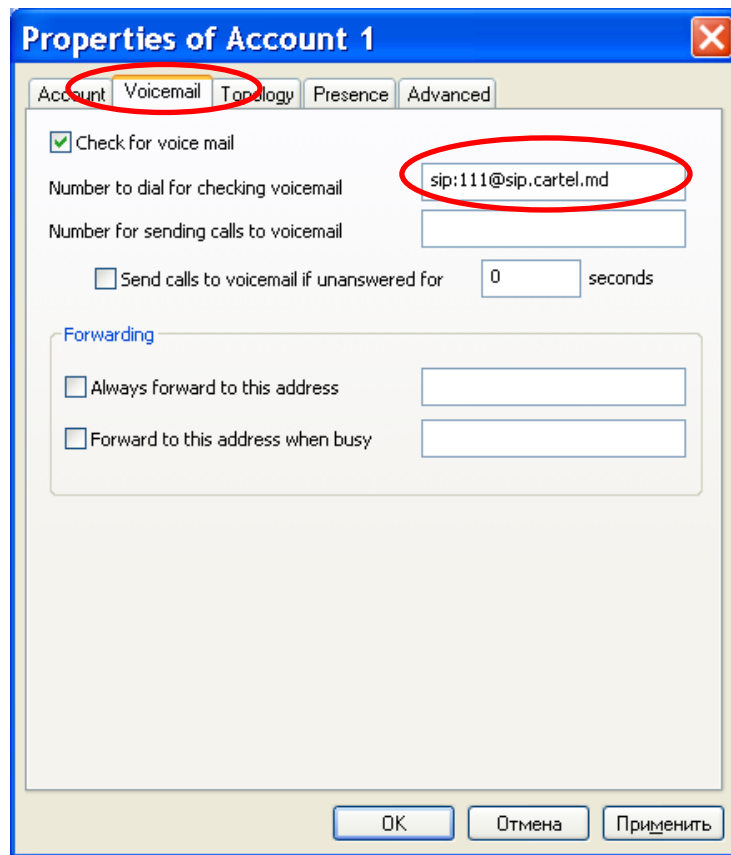 Properties of Account 1
Account Voicemail Topology Presence Advanced
Check for voice mail
Number to dial for checking voicemail sip:111@sip.cartel.md
Number for sending calls to voicemail
Send calls to voicemail if unanswered for 0 seconds
Forwarding
Always forward to this address
Forward to this address when busy
OK Отмена Применить